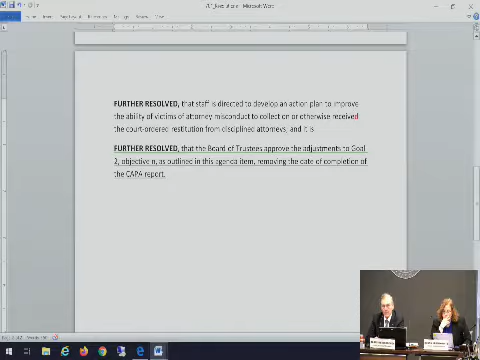 FURTHER RESOLVED, that staff is directed to develop an action plan to improve
the ability of victims of attorney misconduct to collection or otherwise received
the court-ordered restitution from disciplined attorneys; and it is
FURTHER RESOLVED, that the Board of Trustees approve the adjustments to Goal
2, objective n, as outlined in this agenda item, removing the date of completion
of the CAPA report.